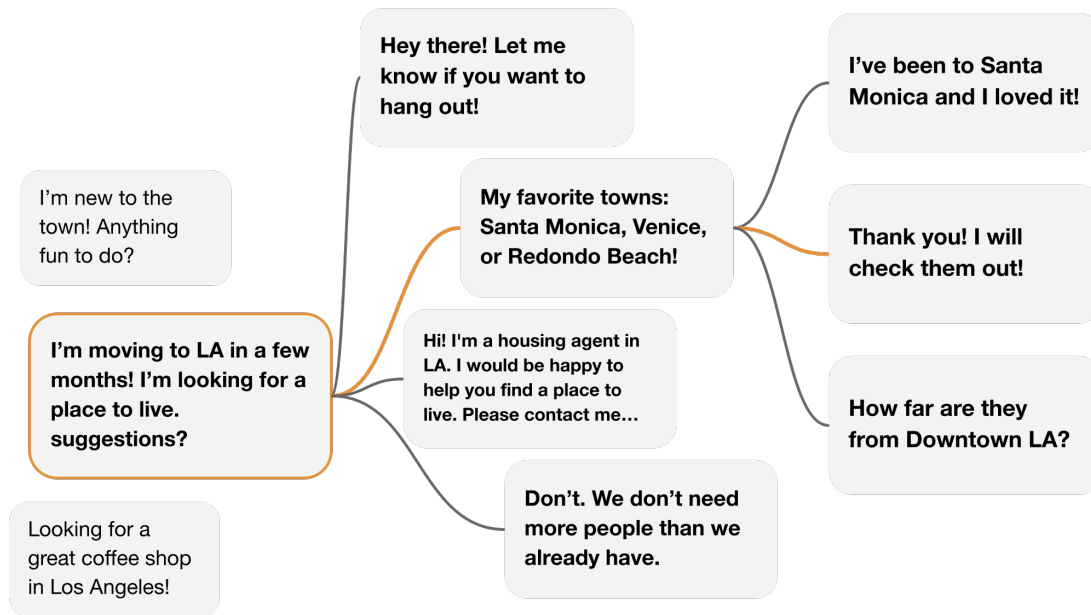 Hey there! Let me
know if you want to
hang out!
I’ve been to Santa
Monica and I loved it!
I’m new to the
town! Anything
fun to do?
My favorite towns:
Santa Monica, Venice,
or Redondo Beach!
Thank you! I will
check them out!
I’m moving to LA in a few
months! I’m looking for a
place to live.
suggestions?
Hi! I'm a housing agent in
LA. I would be happy to
help you find a place to
live. Please contact me…
How far are they
from Downtown LA?
Looking for a
great coffee shop
in Los Angeles!
Don’t. We don’t need
more people than we
already have.